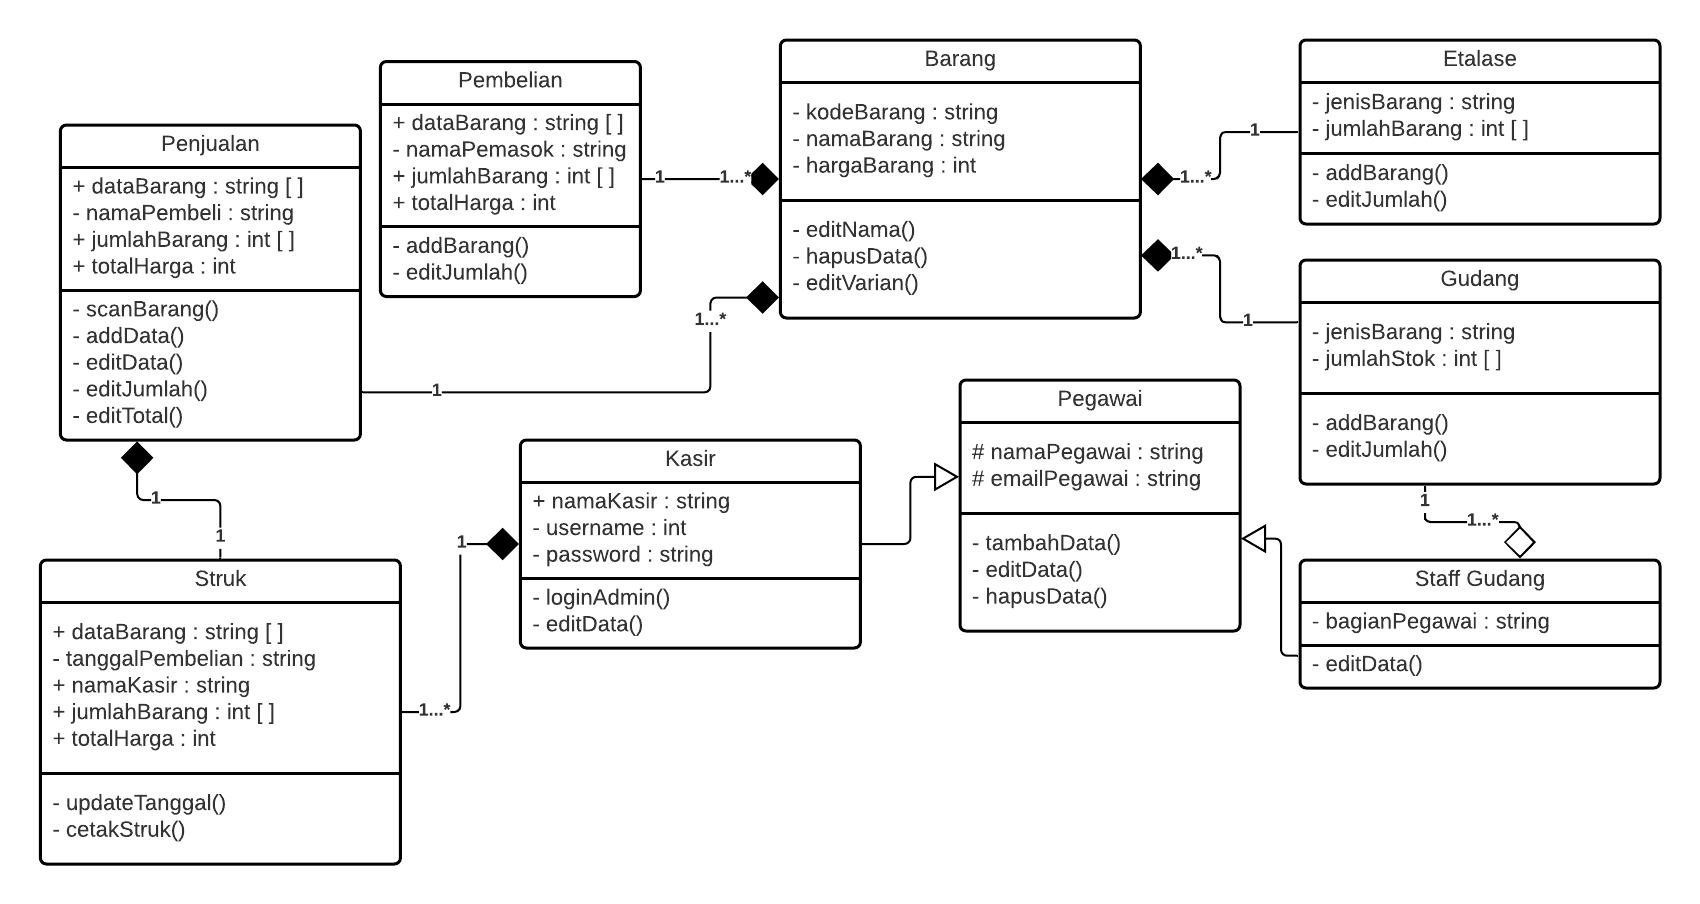 Penjualan
+ dataBarang : string [ ]
- namaPembeli : string
+ jumlahBarang : int [ ]
+ totalHarga : int
- scanBarang()
- addData()
- editData()
- editJumlah()
- editTotal()
Pembelian
+ dataBarang : string [ ]
- namaPemasok : string
+ jumlahBarang : int [ ]
+ totalHarga : int
- addBarang()
- editJumlah()
1
1...*
Barang
- kodeBarang : string
- namaBarang : string
- hargaBarang : int
- editNama()
- hapusData()
- editVarian()
1...*
1
Etalase
- jenisBarang : string
- jumlahBarang : int [ ]
- addBarang()
- editJumlah()
1...*
1
Gudang
- jenisBarang : string
- jumlahStok : int [ ]
- addBarang()
- editJumlah()
1...*
1
1
1
Struk
+ dataBarang : string [ ]
- tanggalPembelian : string
+ namaKasir : string
+ jumlahBarang : int [ ]
+ totalHarga : int
- updateTanggal()
- cetakStruk()
1
1...*
Kasir
+ namaKasir : string
- username : int
- password : string
- loginAdmin()
- editData()
Pegawai
# namaPegawai : string
# emailPegawai : string
- tambahData()
- editData()
- hapusData()
1
1...*
Staff Gudang
- bagianPegawai : string
- editData()